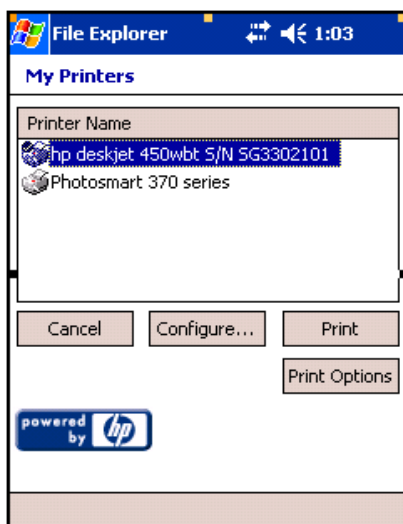 File Explorer 1:03
My Printers
Printer Name
hp deskjet 450wbt S/N SG3302101
Photosmart 370 series
Cancel Configure... Print
Print Options
powered
by hp